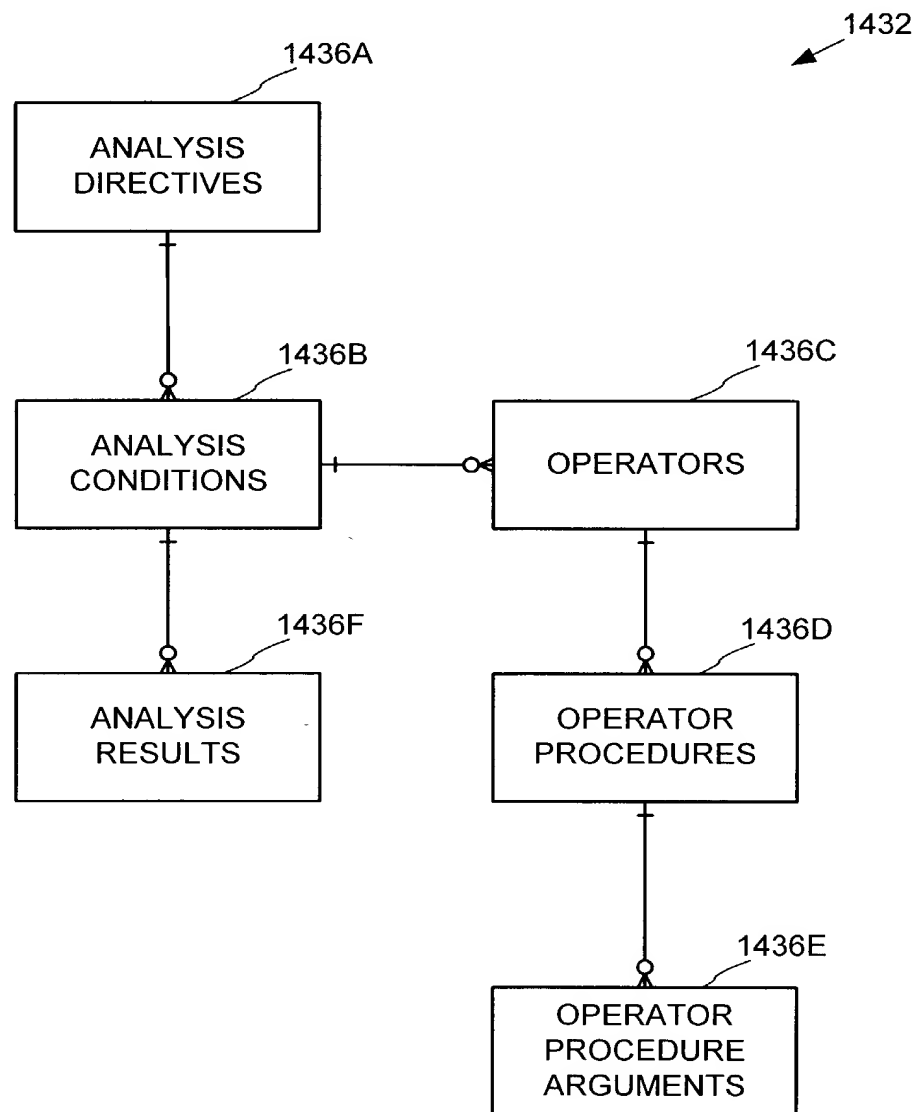 1432
1436A
ANALYSIS
DIRECTIVES
1436B
ANALYSIS
CONDITIONS
1436C
OPERATORS
1436F
ANALYSIS
RESULTS
1436D
OPERATOR
PROCEDURES
1436E
OPERATOR
PROCEDURE
ARGUMENTS